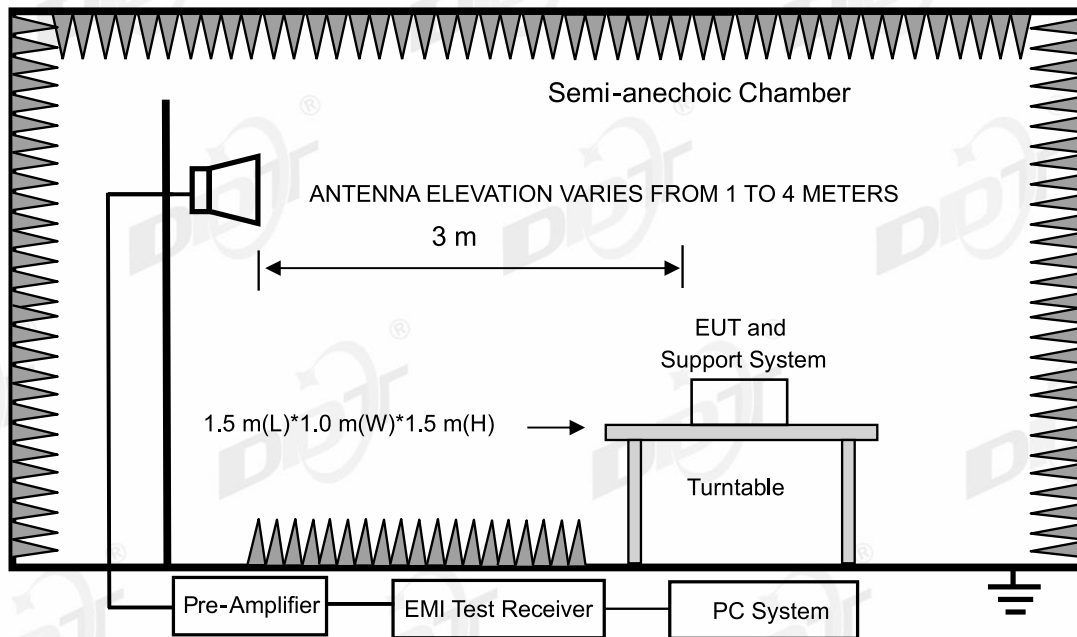 Semi-anechoic Chamber
ANTENNA ELEVATION VARIES FROM 1 TO 4 METERS
3 m
EUT and
Support System
1.5 m(L)*1.0 m(W)*1.5 m(H)
Turntable
Pre-Amplifier
EMI Test Receiver
PC System